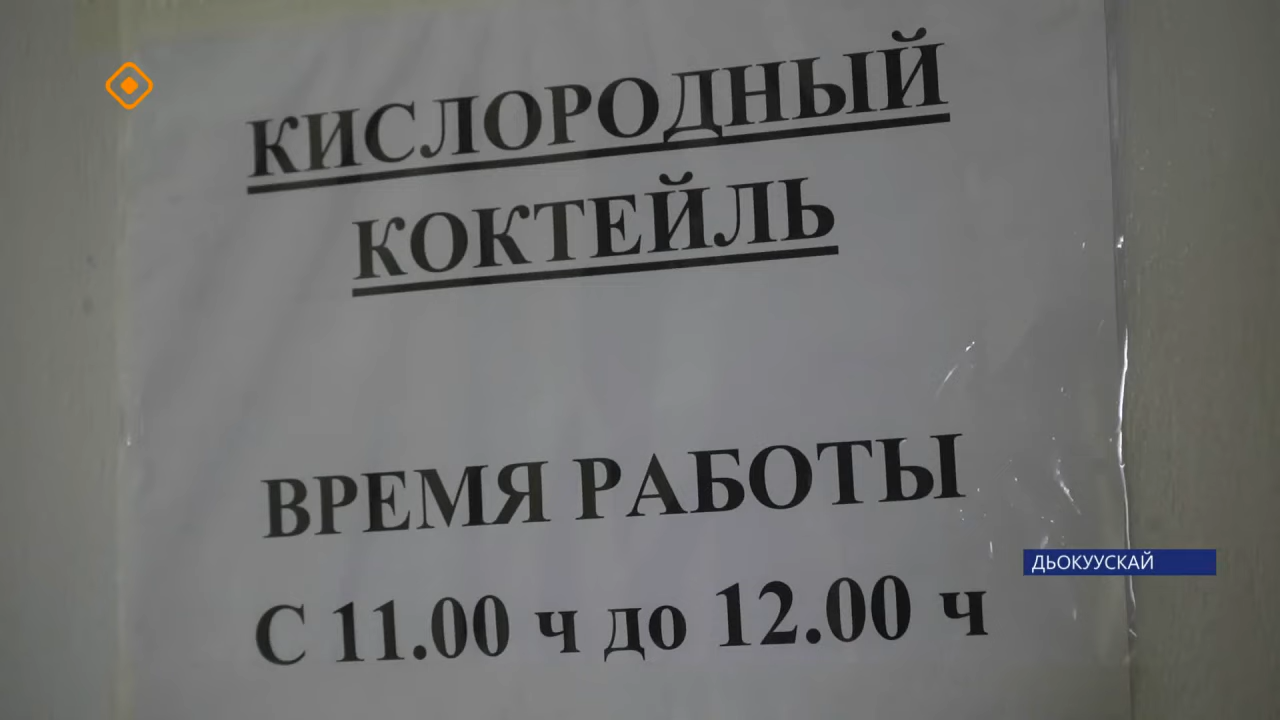 КИСЛОРОДНЫЙ
КОКТЕЙЛЬ
ВРЕМЯ РАБОТЫ
С 11.00 ч до 12.00 ч
ДЬОКУУСКАЙ